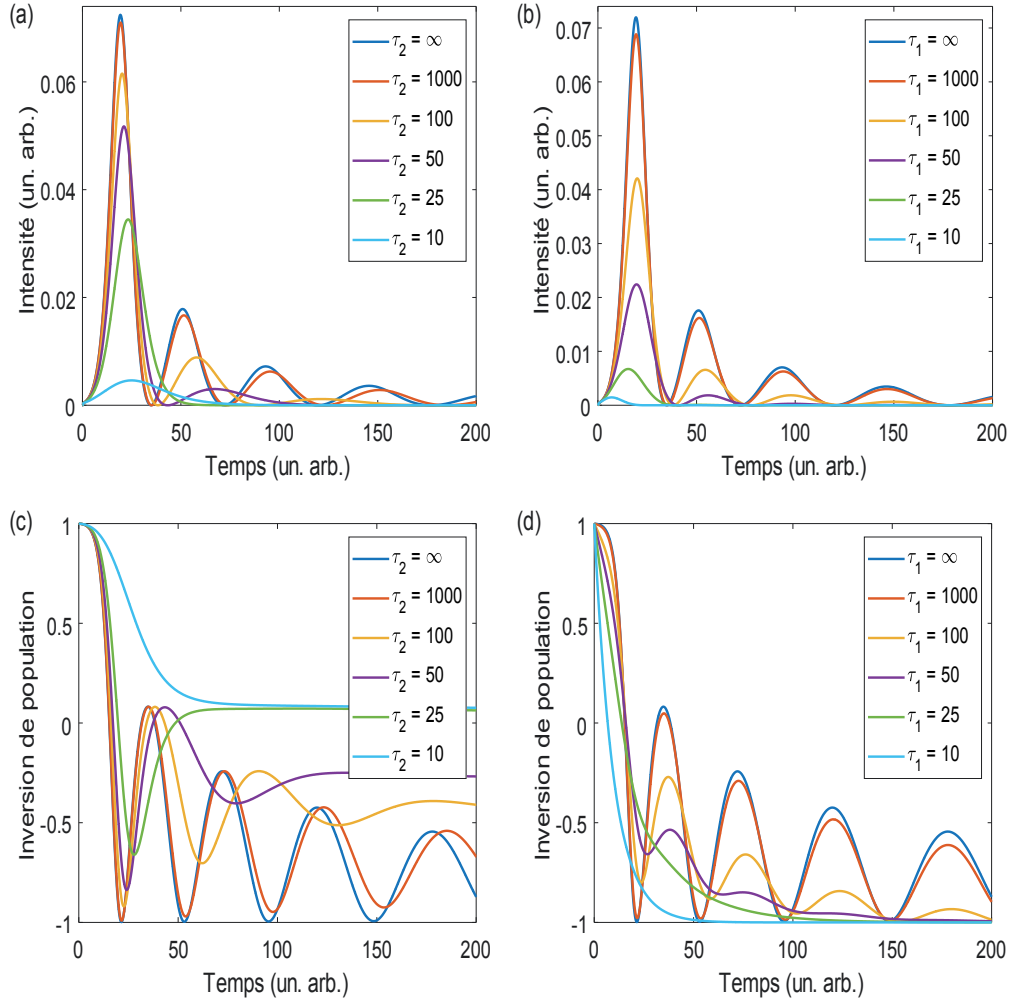 (a)
Intensité (un. arb.)
0.06
0.04
0.02
0
0
50
100
150
200
Temps (un. arb.)
τ2 = ∞
τ2 = 1000
τ2 = 100
τ2 = 50
τ2 = 25
τ2 = 10
(b)
Intensité (un. arb.)
0.07
0.06
0.05
0.04
0.03
0.02
0.01
0
0
50
100
150
200
Temps (un. arb.)
τ1 = ∞
τ1 = 1000
τ1 = 100
τ1 = 50
τ1 = 25
τ1 = 10
(c)
Inversion de population
1
0.5
0
-0.5
-1
0
50
100
150
200
Temps (un. arb.)
τ2 = ∞
τ2 = 1000
τ2 = 100
τ2 = 50
τ2 = 25
τ2 = 10
(d)
Inversion de population
1
0.5
0
-0.5
-1
0
50
100
150
200
Temps (un. arb.)
τ1 = ∞
τ1 = 1000
τ1 = 100
τ1 = 50
τ1 = 25
τ1 = 10